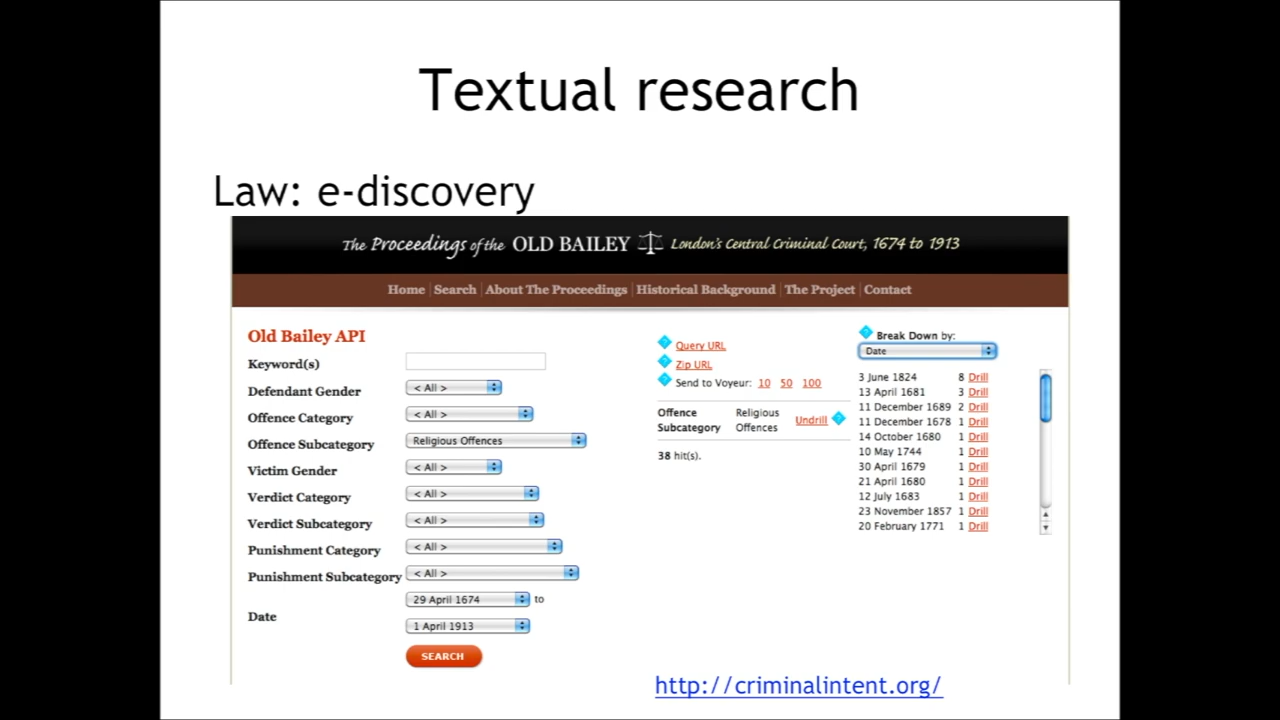 Textual research
Law: e-discovery
The Proceedings of the OLD BAILEY London's Central Criminal Court, 1674 to 1913
Home Search About The Proceedings Historical Background The Project Contact
Old Bailey API
Keyword(s)
Defendant Gender < All >
Offence Category < All >
Offence Subcategory Religious Offences
Victim Gender < All >
Verdict Category < All >
Verdict Subcategory < All >
Punishment Category < All >
Punishment Subcategory < All >
Date
29 April 1674 to
1 April 1913
SEARCH
Query URL
Zip URL
Send to Voyeur: 10 50 100
Offence Subcategory Religious Offences Undrill
38 hit(s).
Break Down by:
Date
3 June 1824 8 Drill
13 April 1681 3 Drill
11 December 1689 2 Drill
11 December 1678 1 Drill
14 October 1680 1 Drill
10 May 1744 1 Drill
30 April 1679 1 Drill
21 April 1680 1 Drill
12 July 1683 1 Drill
23 November 1857 1 Drill
20 February 1771 1 Drill
http://criminalintent.org/